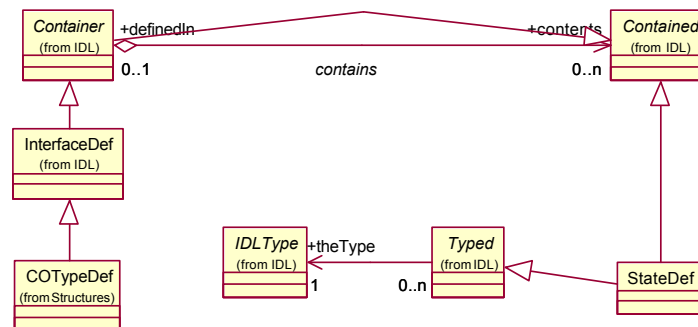 Container
(from IDL)
+definedIn
+contents
Contained
(from IDL)
0..1
contains
0..n
InterfaceDef
(from IDL)
IDLType
(from IDL)
+theType
Typed
(from IDL)
1
0..n
COTypeDef
(from Structures)
StateDef